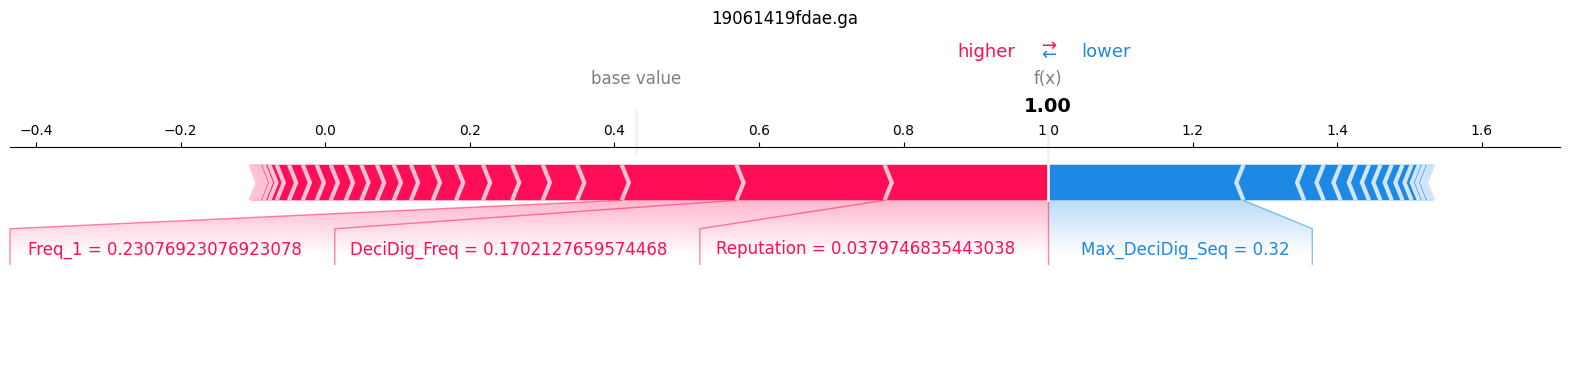 19061419fdae.ga
higher → ← lower
base value f(x)
1.00
−0.4 −0.2 0.0 0.2 0.4 0.6 0.8 1.0 1.2 1.4 1.6
Freq_1 = 0.23076923076923078 DeciDig_Freq = 0.1702127659574468 Reputation = 0.0379746835443038 Max_DeciDig_Seq = 0.32